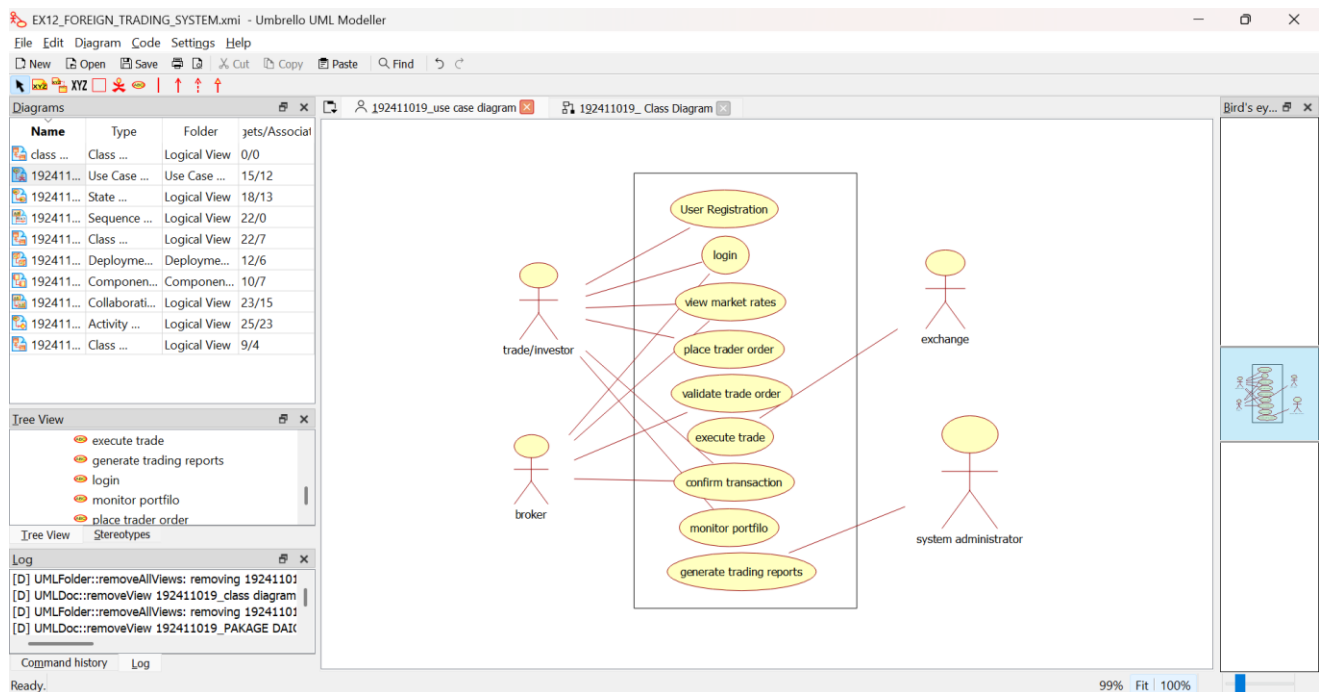 EX12_FOREIGN_TRADING_SYSTEM.xmi - Umbrello UML Modeller
File Edit Diagram Code Settings Help
New Open Save Cut Copy Paste Find
XYZ
Diagrams
192411019_use case diagram
192411019_ Class Diagram
Bird's ey...
Name Type Folder gets/Associat
class ... Class ... Logical View 0/0
192411... Use Case ... Use Case ... 15/12
192411... State ... Logical View 18/13
192411... Sequence ... Logical View 22/0
192411... Class ... Logical View 22/7
192411... Deployme... Deployme... 12/6
192411... Componen... Componen... 10/7
192411... Collaborati... Logical View 23/15
192411... Activity ... Logical View 25/23
192411... Class ... Logical View 9/4
Tree View
execute trade
generate trading reports
login
monitor portfilo
place trader order
Tree View Stereotypes
Log
[D] UMLFolder::removeAllViews: removing 19241101
[D] UMLDoc::removeView 192411019_class diagram
[D] UMLFolder::removeAllViews: removing 19241101
[D] UMLDoc::removeView 192411019_PAKAGE DAI
Command history Log
Ready.
User Registration
login
view market rates
place trader order
validate trade order
execute trade
confirm transaction
monitor portfilo
generate trading reports
trade/investor
broker
exchange
system administrator
99% Fit 100%